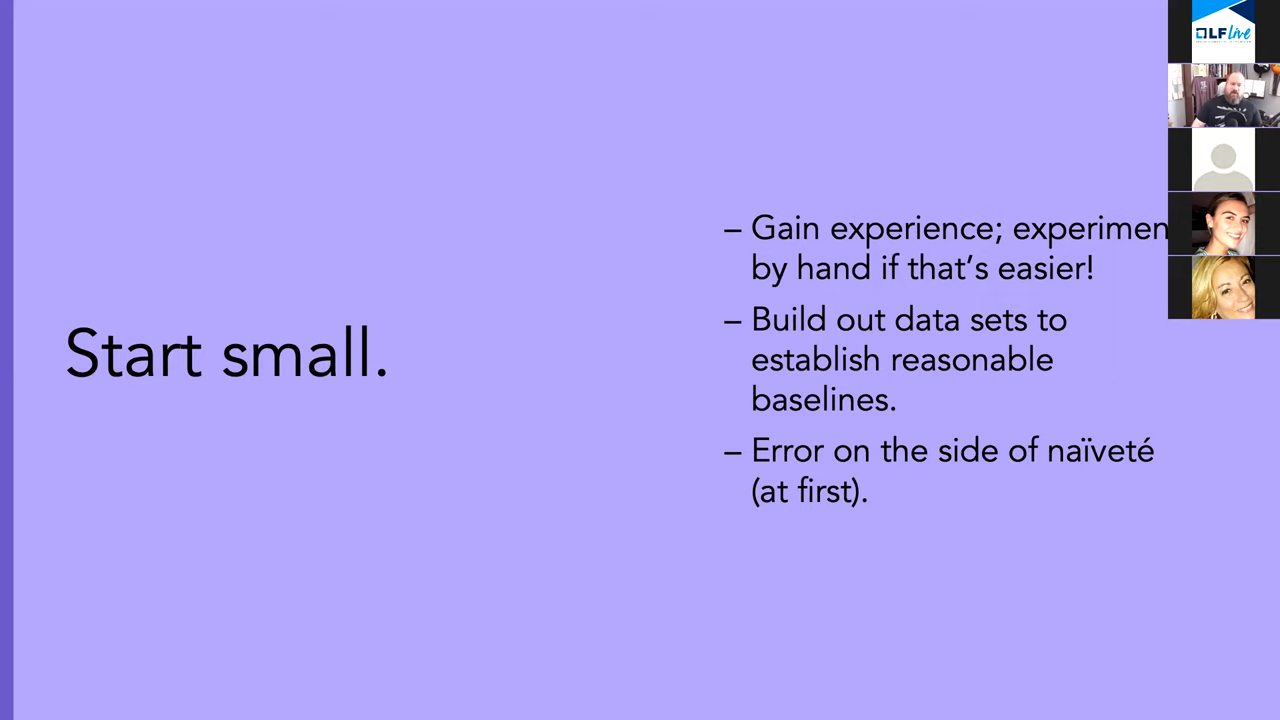 LF Live
Start small.
– Gain experience; experimen
by hand if that’s easier!
– Build out data sets to
establish reasonable
baselines.
– Error on the side of naïveté
(at first).